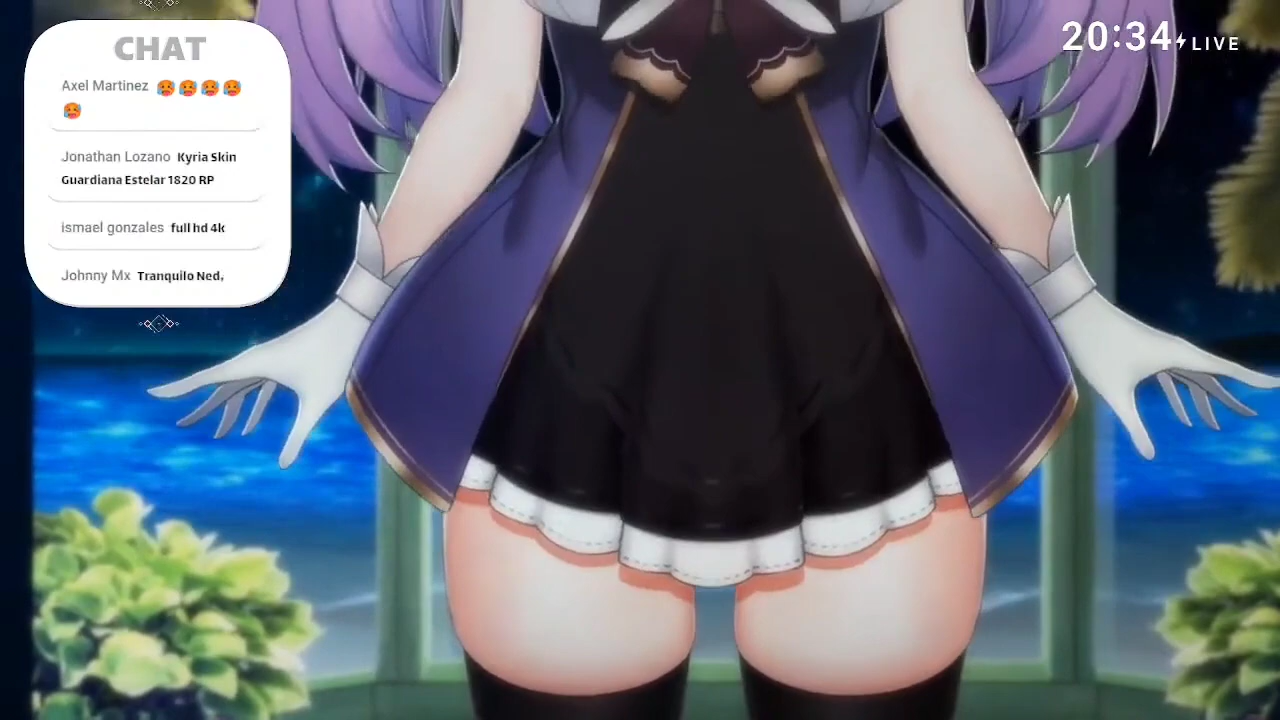 CHAT
20:34 LIVE
Axel Martinez
Jonathan Lozano Kyria Skin
Guardiana Estelar 1820 RP
ismael gonzales full hd 4k
Johnny Mx Tranquilo Ned,